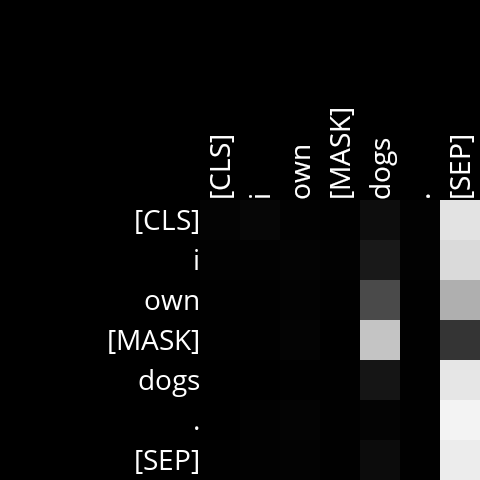 [CLS]
i
own
[MASK]
dogs
.
[SEP]
[CLS]
i
own
[MASK]
dogs
.
[SEP]